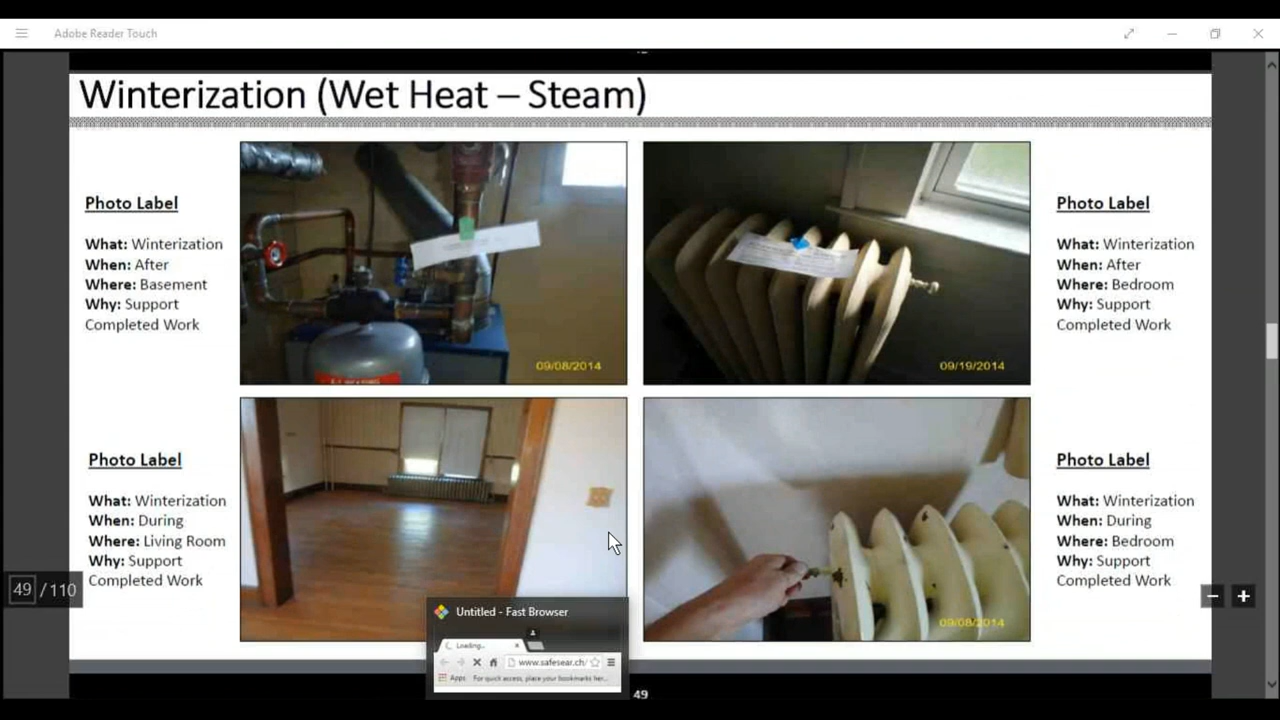 Adobe Reader Touch
Winterization (Wet Heat – Steam)
Photo Label
What: Winterization
When: After
Where: Basement
Why: Support
Completed Work
09/08/2014
09/19/2014
Photo Label
What: Winterization
When: After
Where: Bedroom
Why: Support
Completed Work
Photo Label
What: Winterization
When: During
Where: Living Room
Why: Support
Completed Work
09/08/2014
Photo Label
What: Winterization
When: During
Where: Bedroom
Why: Support
Completed Work
49 / 110
Untitled - Fast Browser
Loading...
www.safesear.ch/
Apps For quick access, place your bookmarks her...
49